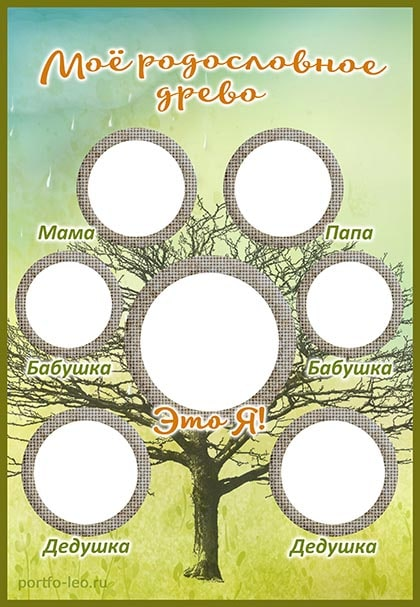 Моё родословное
древо
Мама
Папа
Бабушка
Бабушка
Это Я!
Дедушка
Дедушка
portfo-leo.ru